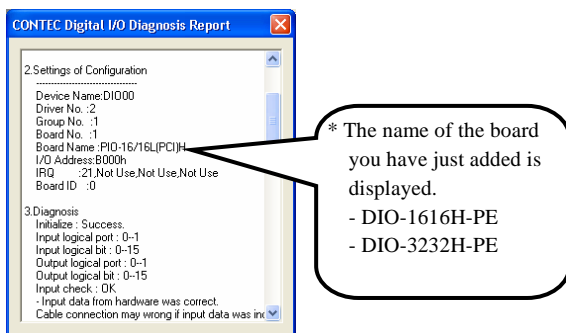 CONTEC Digital I/O Diagnosis Report
2.Settings of Configuration
----------------------------------
Device Name:DIO00
Driver No. :2
Group No. :1
Board No. :1
Board Name :PIO-16/16L(PCI)H
I/O Address:B000h
IRQ :21,Not Use,Not Use,Not Use
Board ID :0
3.Diagnosis
Initialize : Success.
Input logical port : 0--1
Input logical bit : 0--15
Output logical port : 0--1
Output logical bit : 0--15
Input check : OK
- Input data from hardware was correct.
Cable connection may wrong if input data was
* The name of the board
you have just added is
displayed.
- DIO-1616H-PE
- DIO-3232H-PE